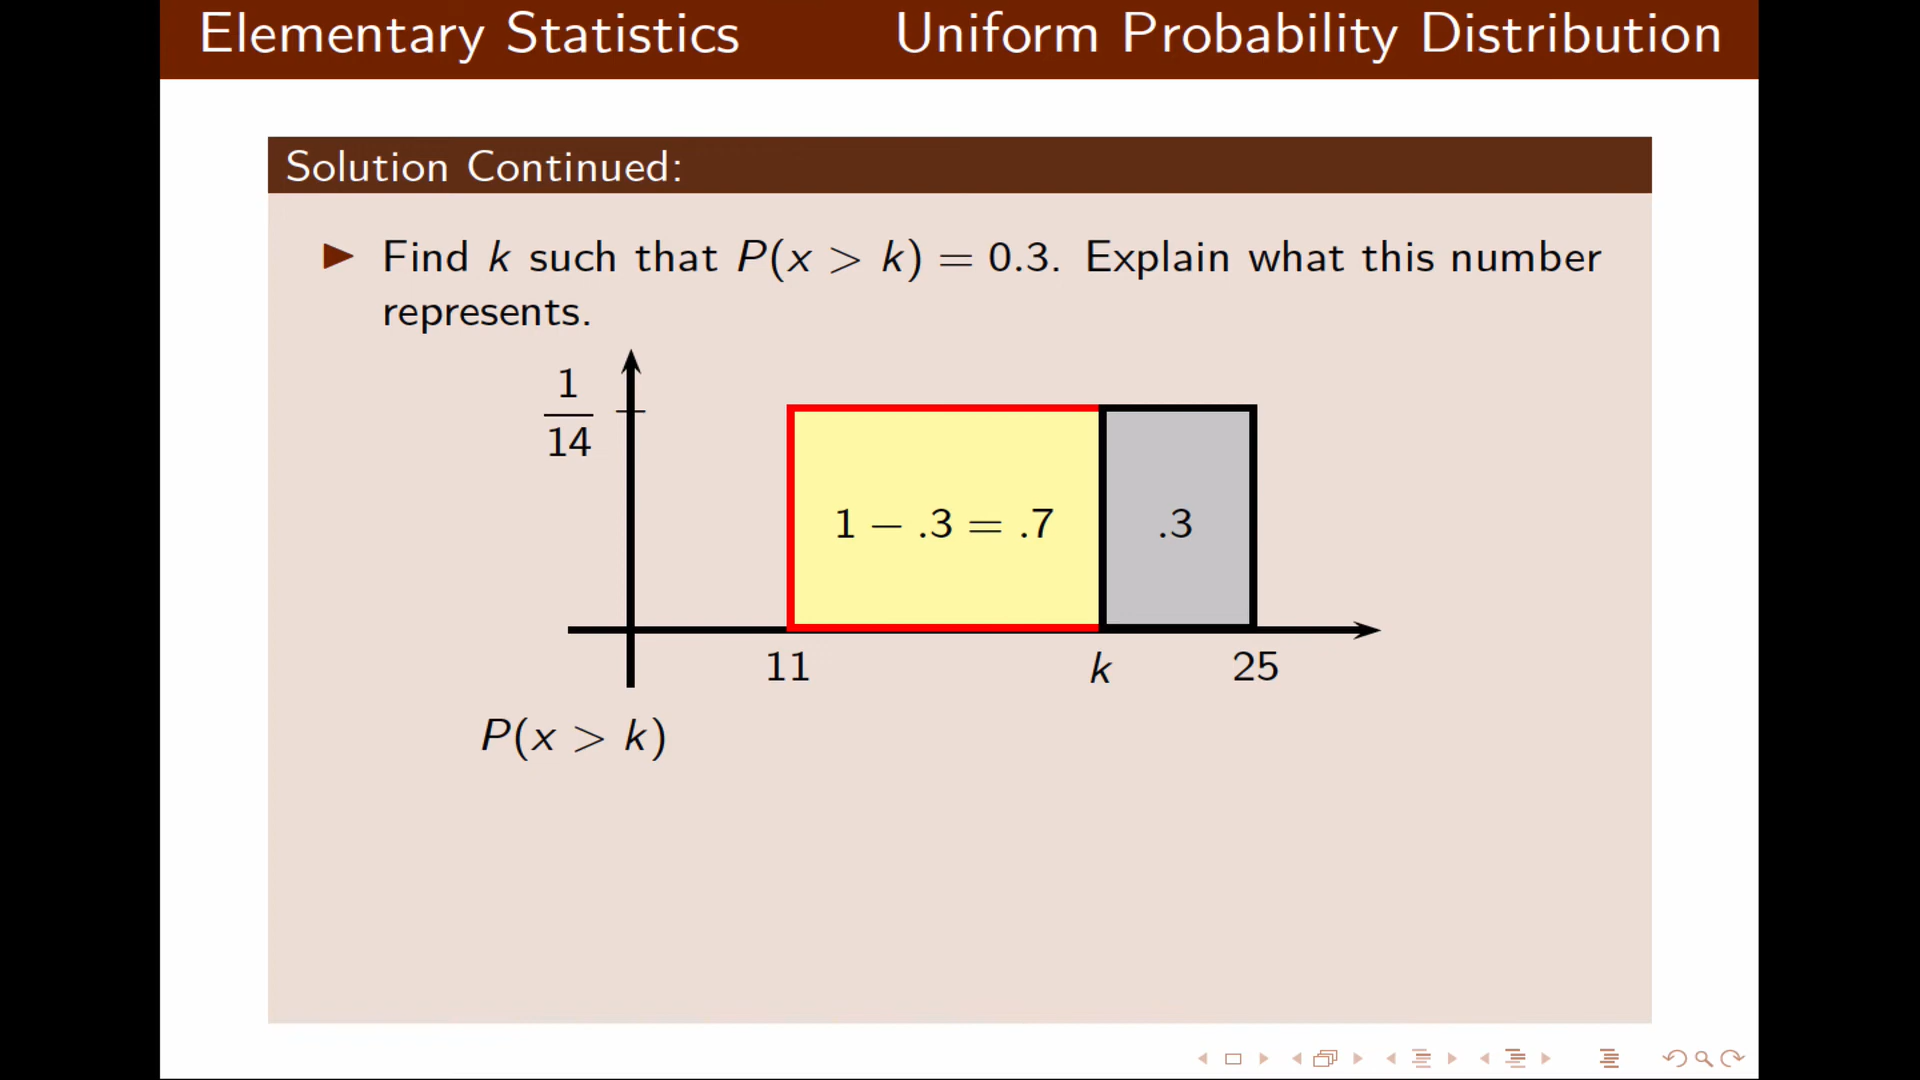 Elementary Statistics Uniform Probability Distribution
Solution Continued:
Find k such that P(x > k) = 0.3. Explain what this number
represents.
1
14
1 − .3 = .7 .3
11 k 25
P(x > k)